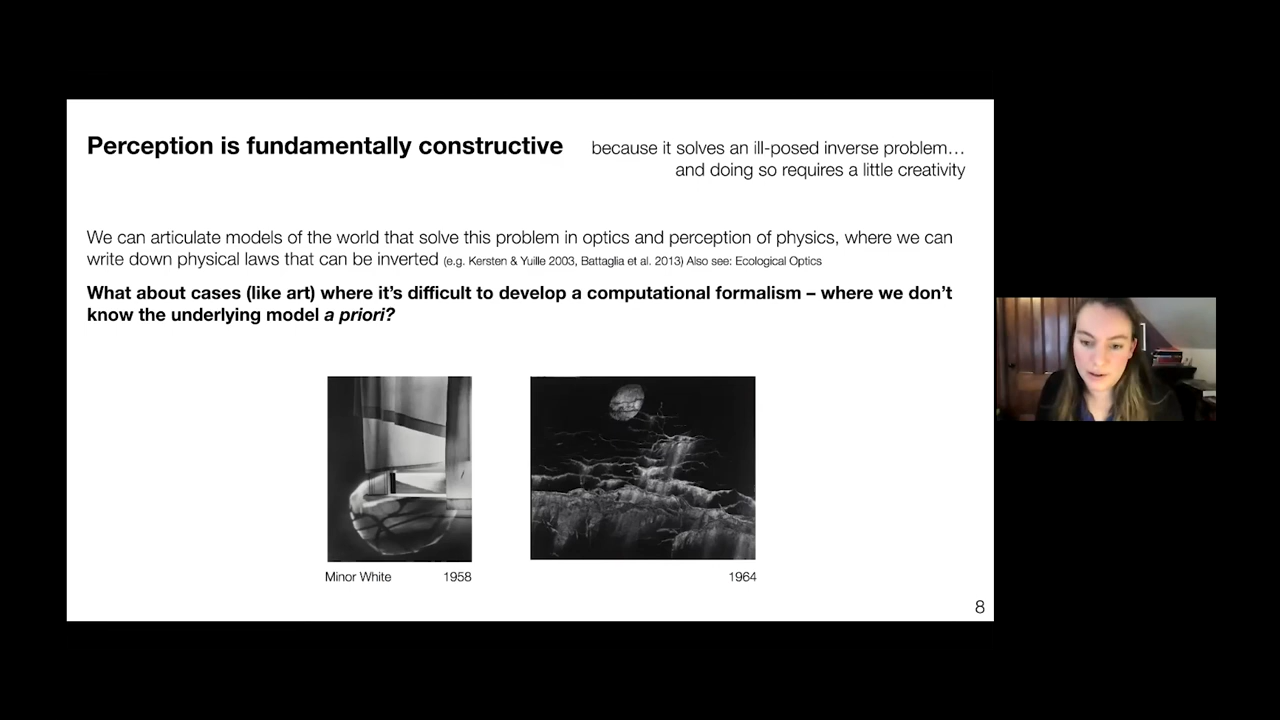 Perception is fundamentally constructive
because it solves an ill-posed inverse problem…
and doing so requires a little creativity
We can articulate models of the world that solve this problem in optics and perception of physics, where we can
write down physical laws that can be inverted (e.g. Kersten & Yuille 2003, Battaglia et al. 2013) Also see: Ecological Optics
What about cases (like art) where it’s difficult to develop a computational formalism – where we don’t
know the underlying model a priori?
Minor White 1958
1964
8